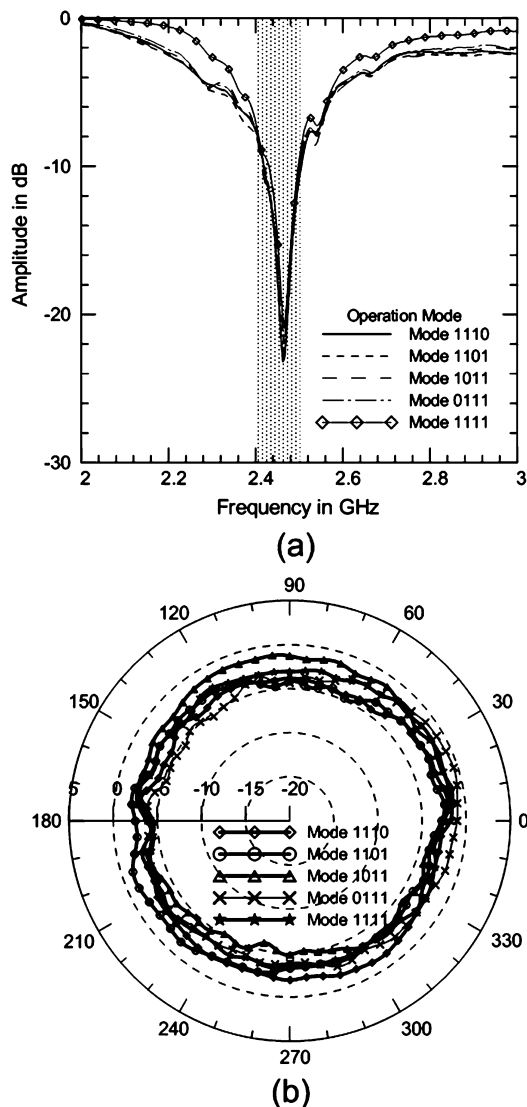 0
-10
-20
-30
Amplitude in dB
Operation Mode
Mode 1110
Mode 1101
Mode 1011
Mode 0111
Mode 1111
2 2.2 2.4 2.6 2.8 3
Frequency in GHz
(a)
90
120 60
150 30
5 0 -5 -10 -15 -20
180 0
Mode 1110
Mode 1101
Mode 1011
Mode 0111
Mode 1111
210 330
240 300
270
(b)